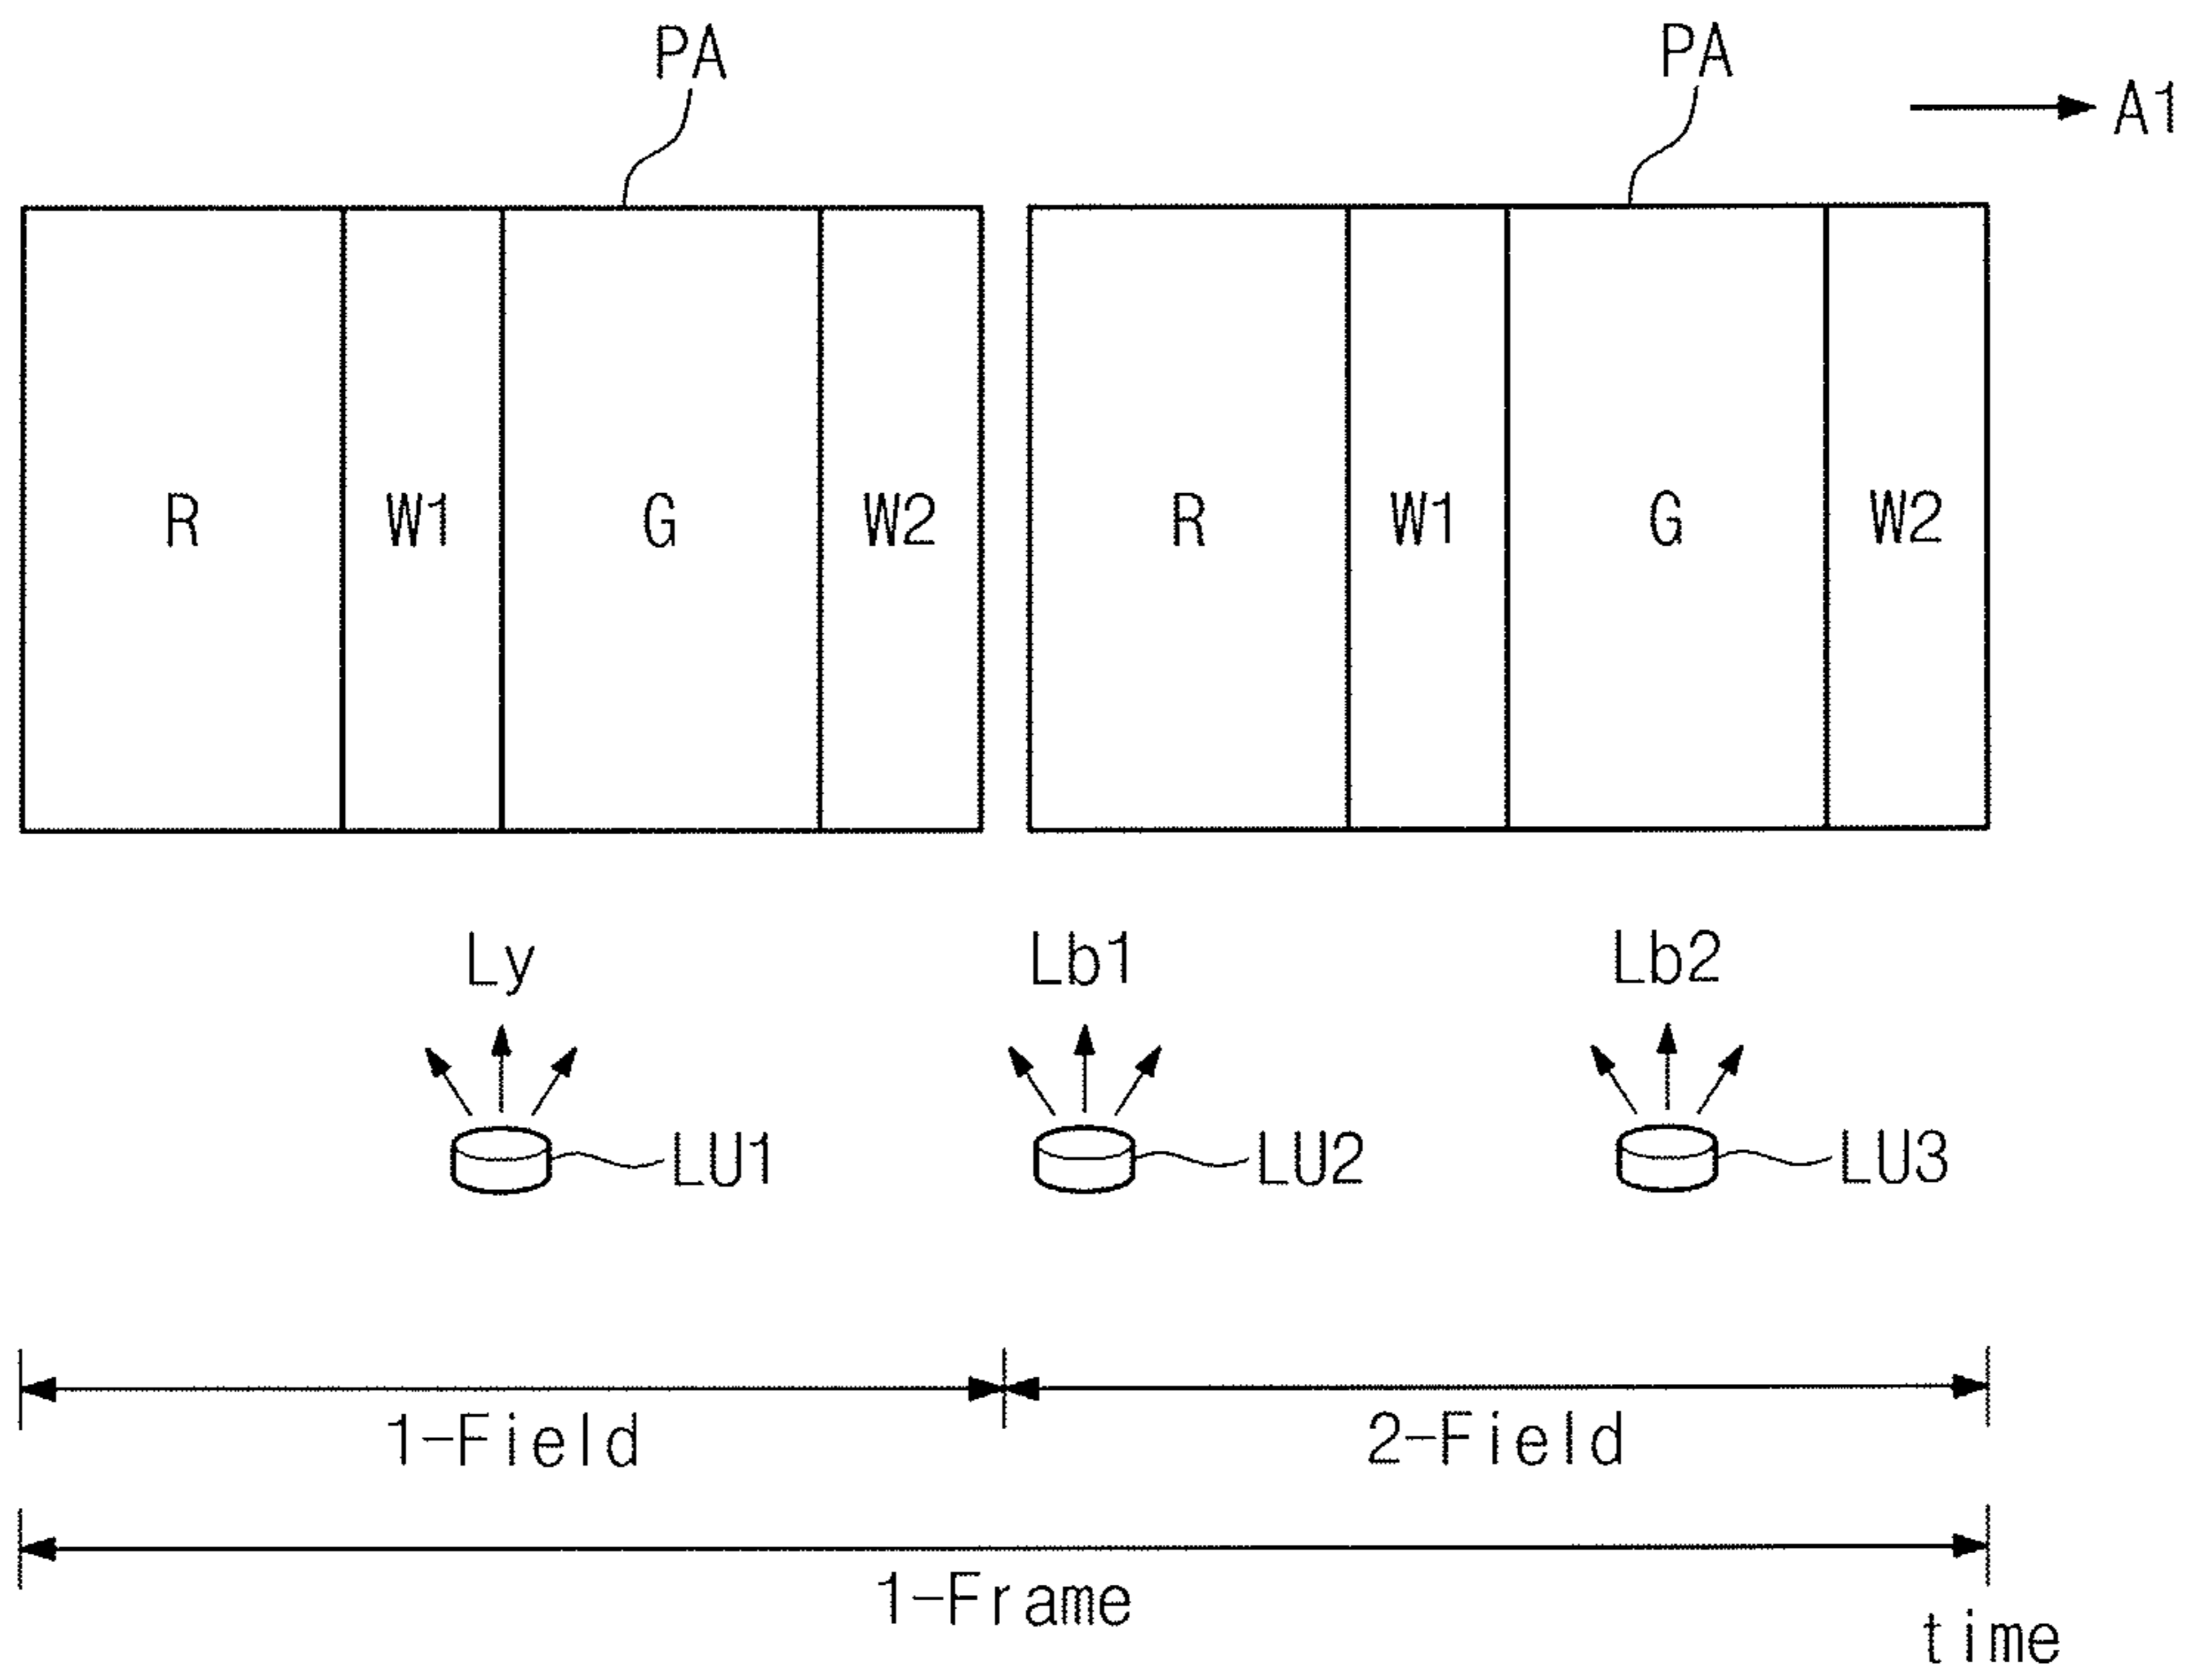 PA PA
A1
R W1 G W2 R W1 G W2
Ly Lb1 Lb2
LU1 LU2 LU3
1-Field 2-Field
1-Frame
time